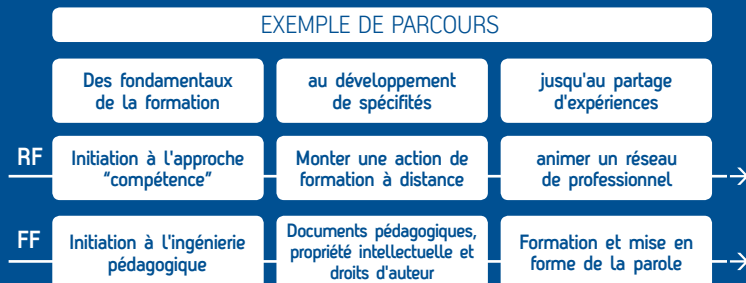 EXEMPLE DE PARCOURS
Des fondamentaux
de la formation
au développement
de spécifités
jusqu'au partage
d'expériences
RF
Initiation à l'approche
"compétence"
Monter une action de
formation à distance
animer un réseau
de professionnel
FF
Initiation à l'ingénierie
pédagogique
Documents pédagogiques,
propriété intellectuelle et
droits d'auteur
Formation et mise en
forme de la parole